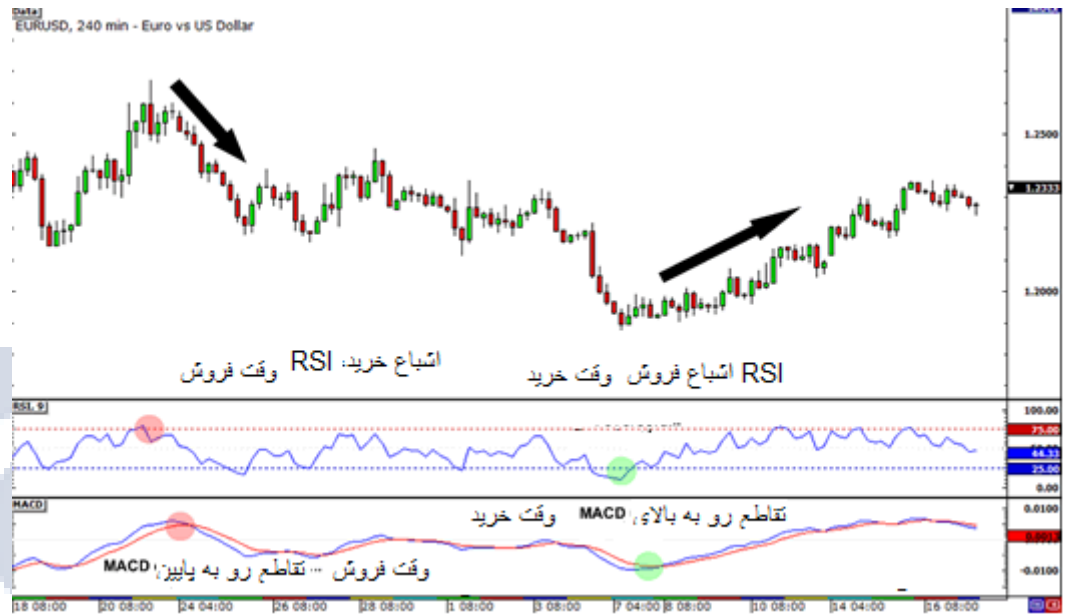 Data
EURUSD, 240 min - Euro vs US Dollar
1.2500
1.2333
1.2000
اشباع خرید، RSI وقت فروش
RSI اشباع فروش وقت خرید
RSI, 9
100.00
75.00
44.33
25.00
0.00
MACD
تقاطع رو به بالای MACD وقت خرید
وقت فروش ... تقاطع رو به پایین MACD
0.0100
0.0013
-0.0100
18 08:00 20 08:00 24 04:00 26 08:00 28 08:00 1 08:00 3 08:00 7 04:00 8 08:00 10 08:00 14 04:00 16 08:00